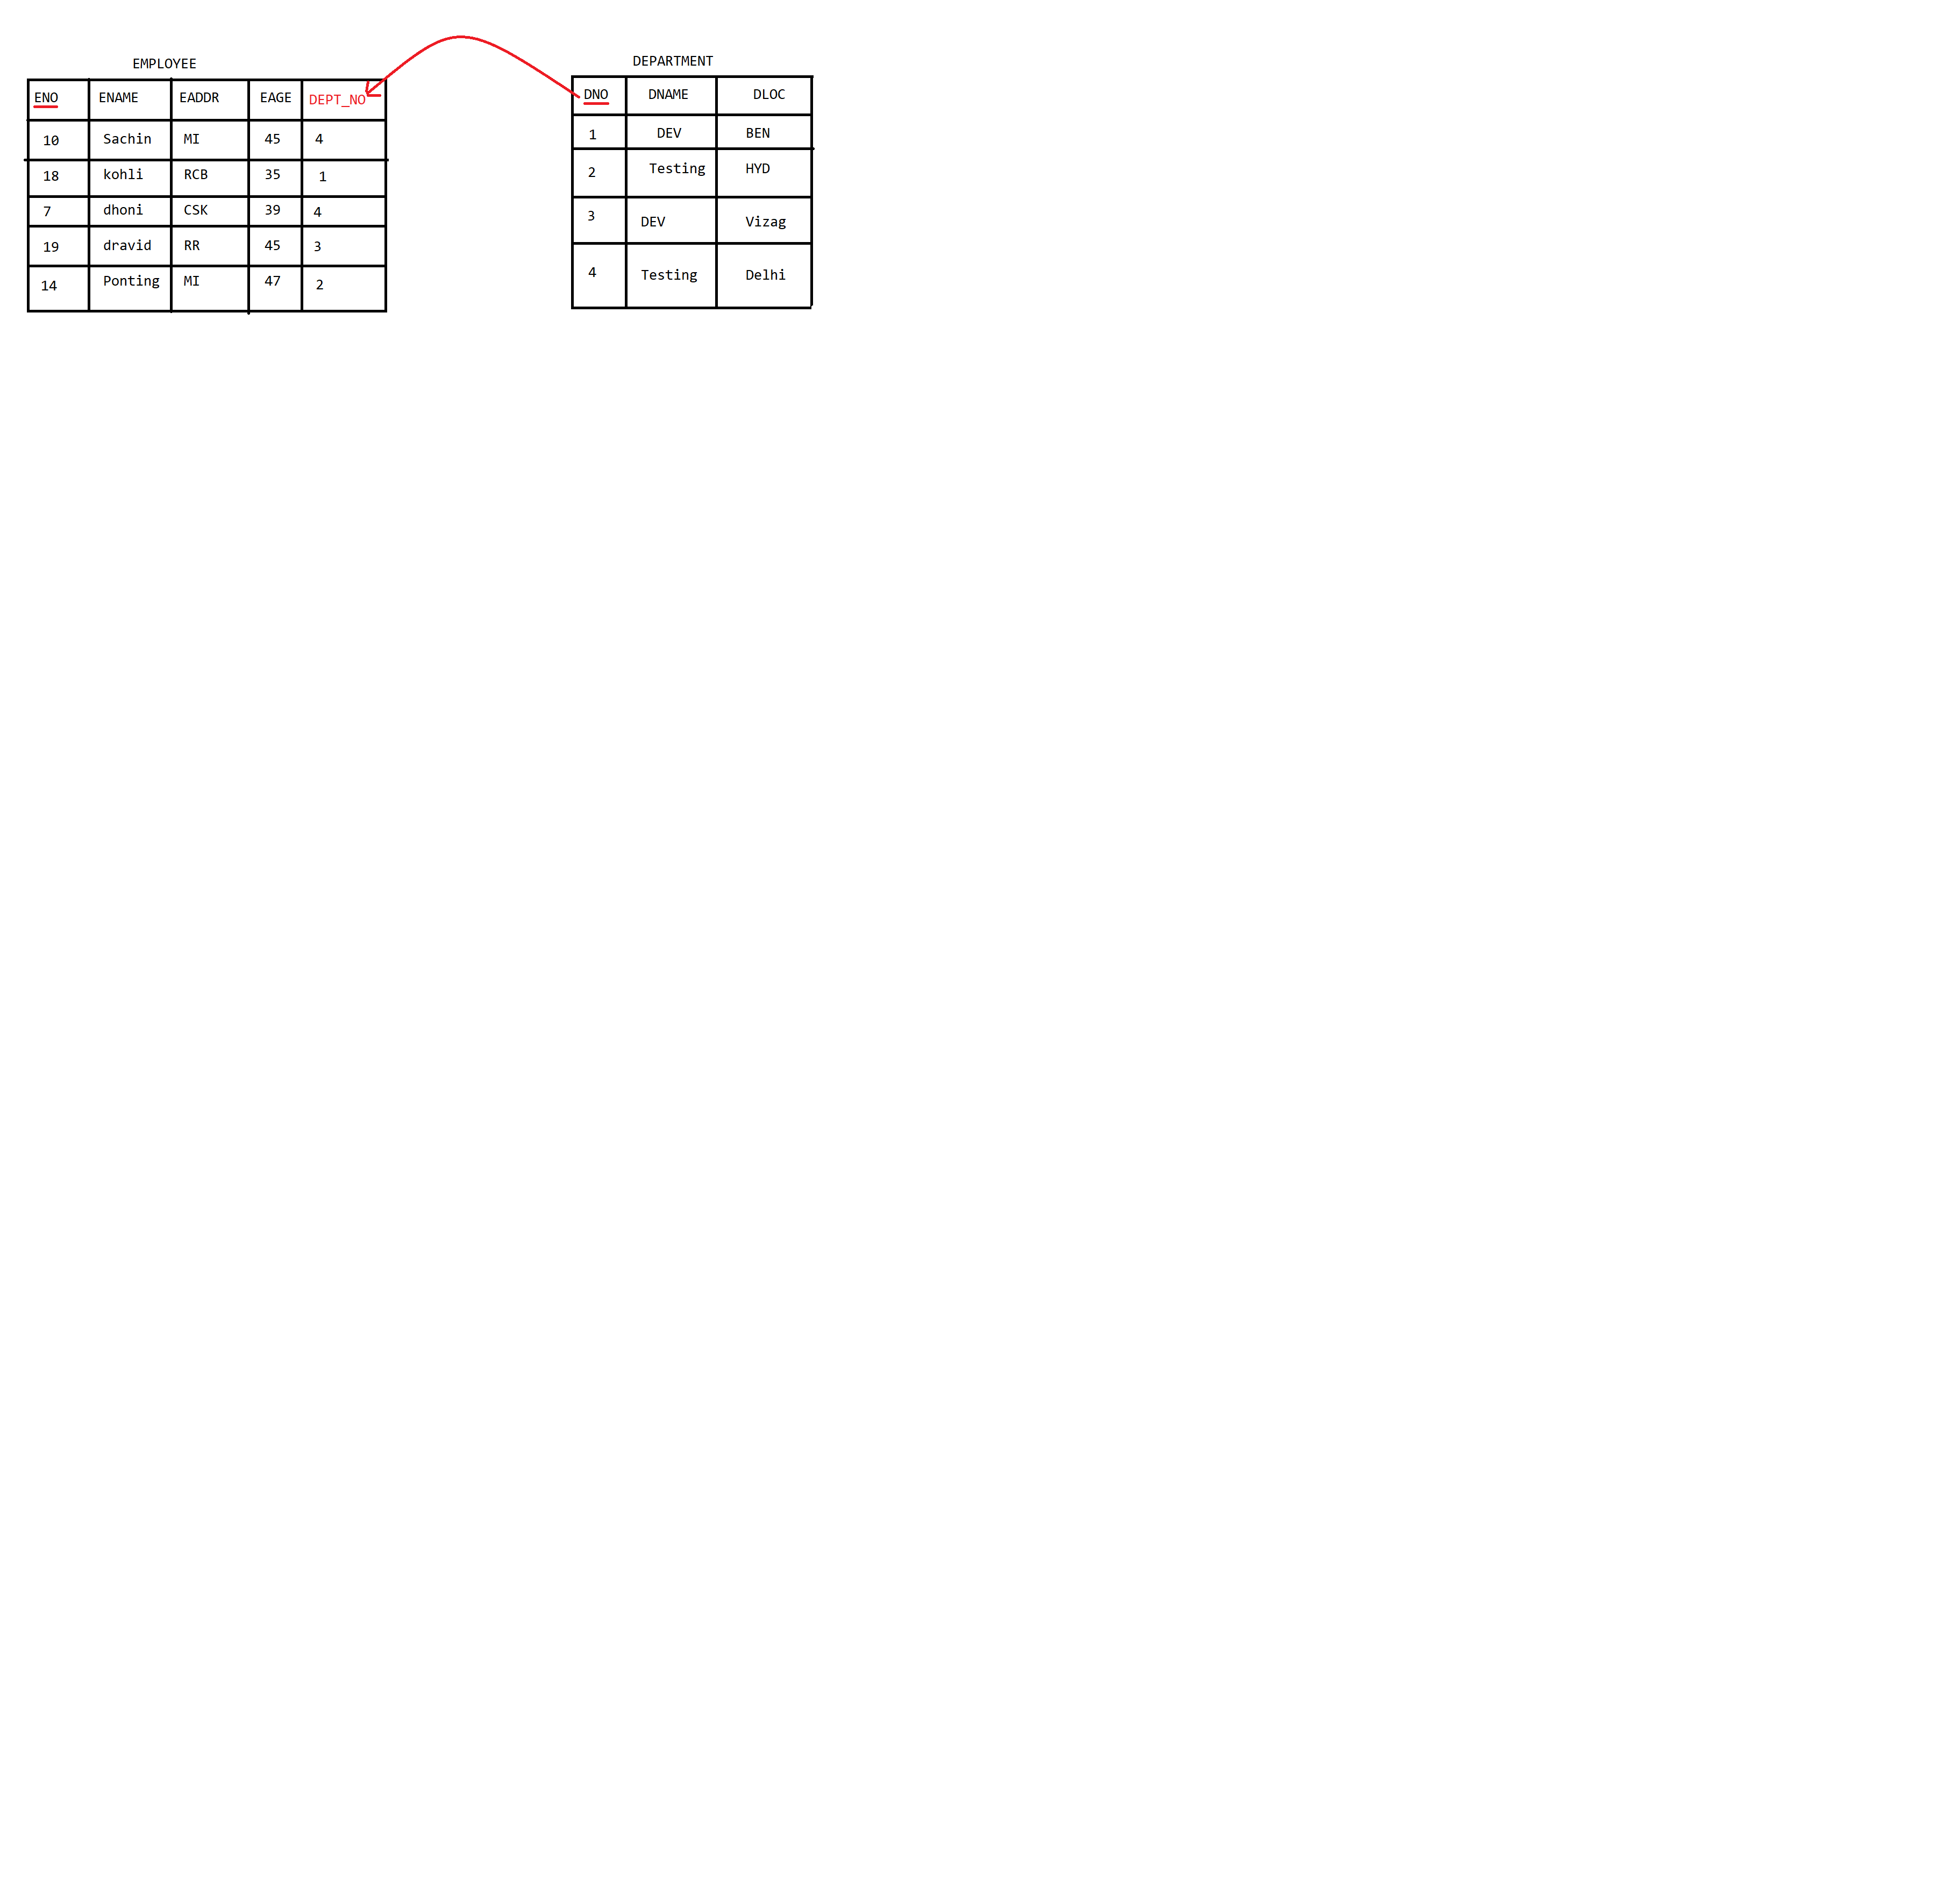 EMPLOYEE
ENO ENAME EADDR EAGE DEPT_NO
10 Sachin MI 45 4
18 kohli RCB 35 1
7 dhoni CSK 39 4
19 dravid RR 45 3
14 Ponting MI 47 2
DEPARTMENT
DNO DNAME DLOC
1 DEV BEN
2 Testing HYD
3 DEV Vizag
4 Testing Delhi